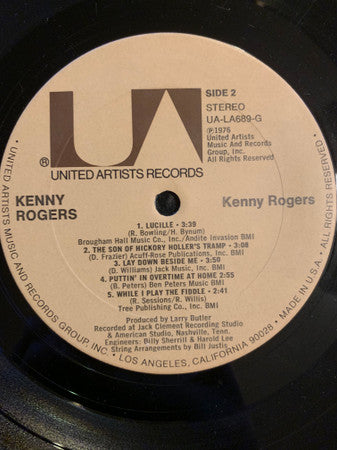 UA
®
UNITED ARTISTS RECORDS
SIDE 2
STEREO
UA-LA689-G
Ⓟ1976
United Artists
Music And Records
Group, Inc.
All Rights Reserved
KENNY
ROGERS
Kenny Rogers
1. LUCILLE • 3:39
(R. Bowling/H. Bynum)
Brougham Hall Music Co., Inc./Andite Invasion BMI
2. THE SON OF HICKORY HOLLER'S TRAMP • 3:08
(D. Frazier) Acuff-Rose Publications, Inc. BMI
3. LAY DOWN BESIDE ME • 3:50
(D. Williams) Jack Music, Inc. BMI
4. PUTTIN' IN OVERTIME AT HOME 2:55
(B. Peters) Ben Peters Music BMI
5. WHILE I PLAY THE FIDDLE • 2:41
(R. Sessions/R. Willis)
Tree Publishing Co., Inc. BMI
Produced by Larry Butler
Recorded at Jack Clement Recording Studio
& American Studio, Nashville, Tenn.
Engineers: Billy Sherrill & Harold Lee
String Arrangements by Bill Justis
• UNITED ARTISTS MUSIC AND RECORDS GROUP, INC. • LOS ANGELES, CALIFORNIA 90028 • MADE IN U.S.A. • ALL RIGHTS RESERVED